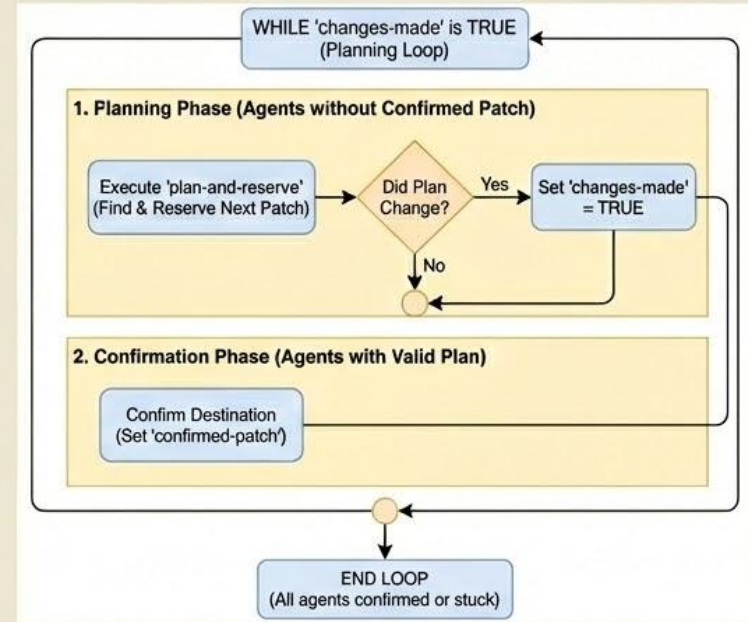 WHILE 'changes-made' is TRUE
(Planning Loop)
1. Planning Phase (Agents without Confirmed Patch)
Execute 'plan-and-reserve'
(Find & Reserve Next Patch)
Did Plan
Change?
Yes
Set 'changes-made'
= TRUE
No
2. Confirmation Phase (Agents with Valid Plan)
Confirm Destination
(Set 'confirmed-patch')
END LOOP
(All agents confirmed or stuck)